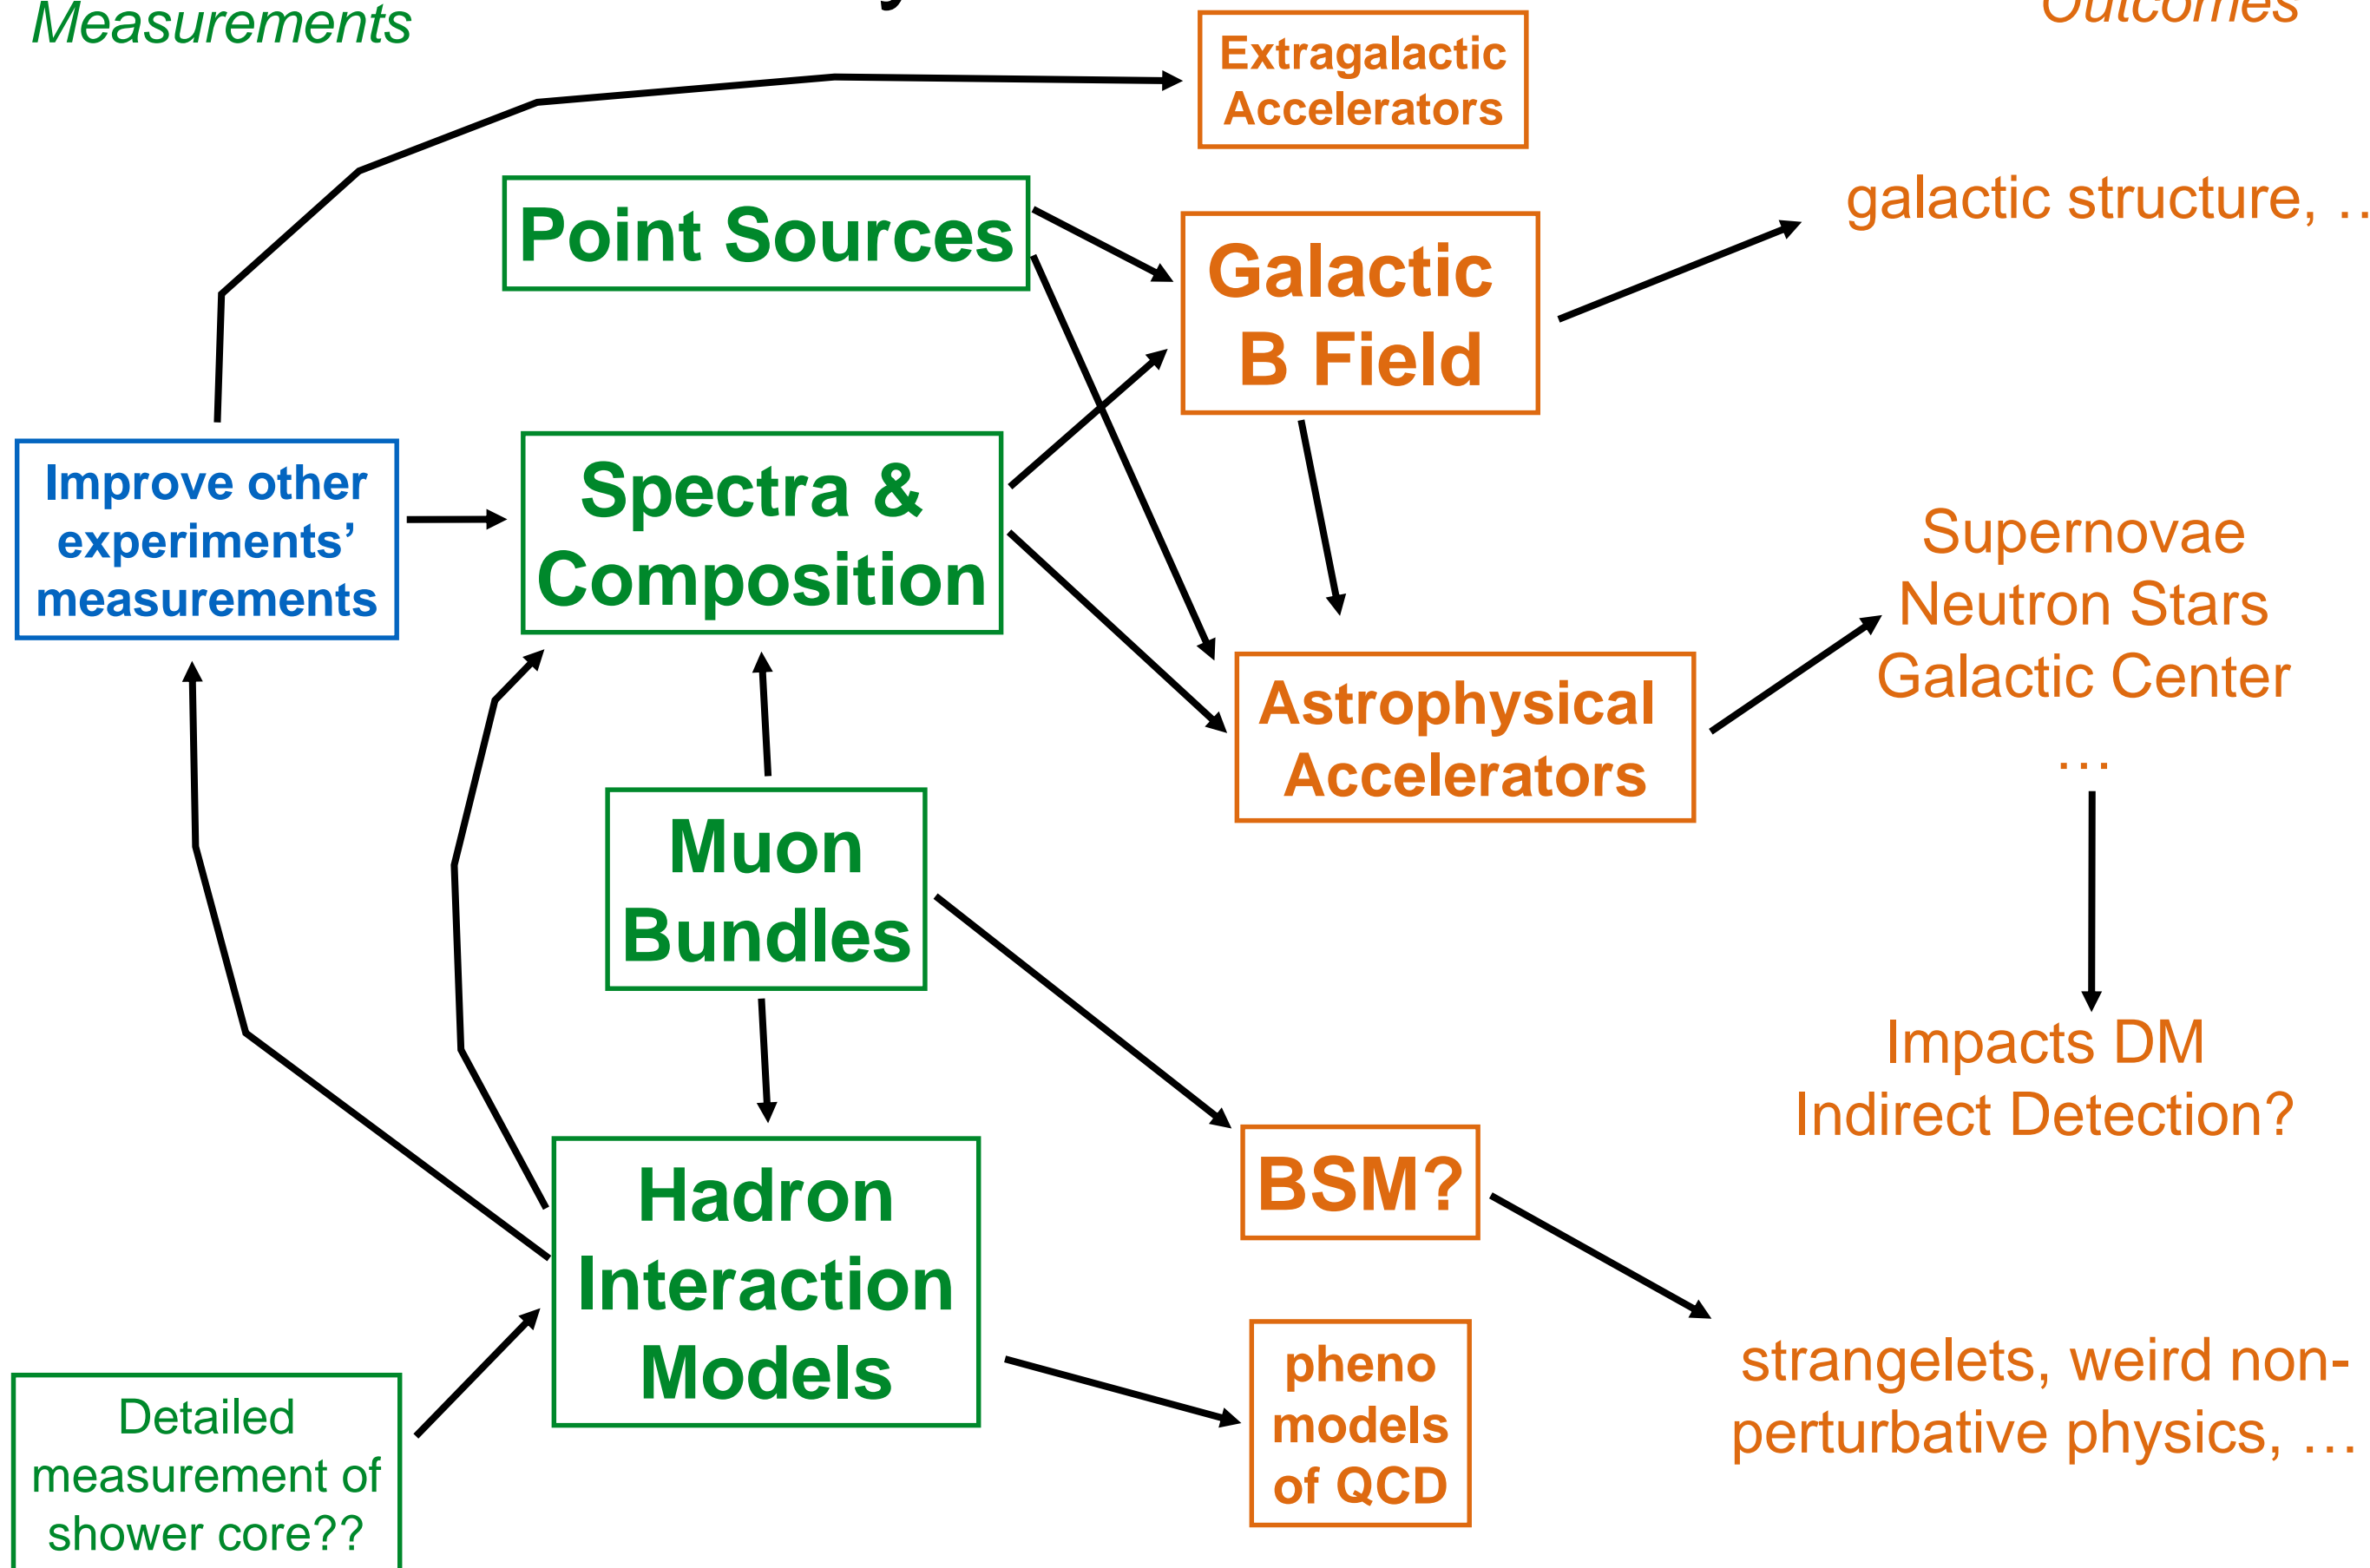 Measurements
Outcomes
Extragalactic
Accelerators
Point Sources
galactic structure, ..
Galactic
B Field
Improve other
experiments’
measurements
Spectra &
Composition
Supernovae
Neutron Stars
Galactic Center
...
Astrophysical
Accelerators
Muon
Bundles
Impacts DM
Indirect Detection?
Hadron
Interaction
Models
BSM?
pheno
models
of QCD
strangelets, weird non-
perturbative physics, ...
Detailed
measurement of
shower core??